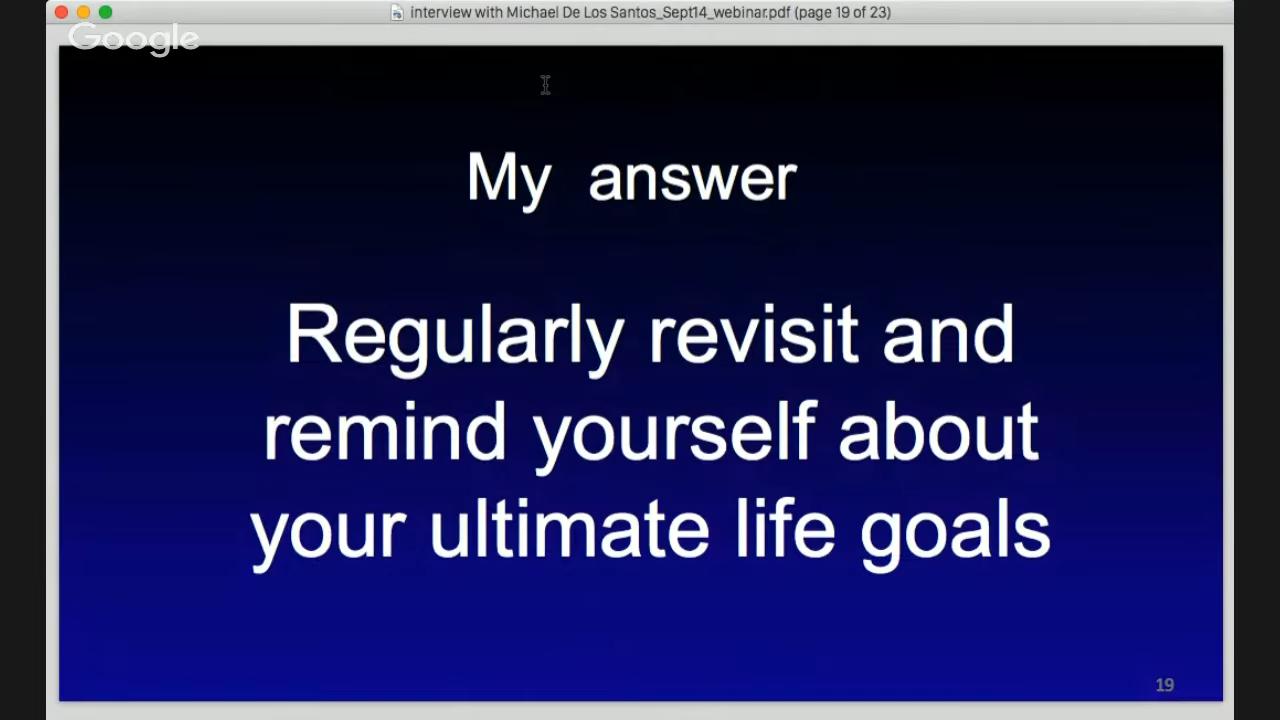 interview with Michael De Los Santos_Sept14_webinar.pdf (page 19 of 23)
Google
My answer
Regularly revisit and
remind yourself about
your ultimate life goals
19